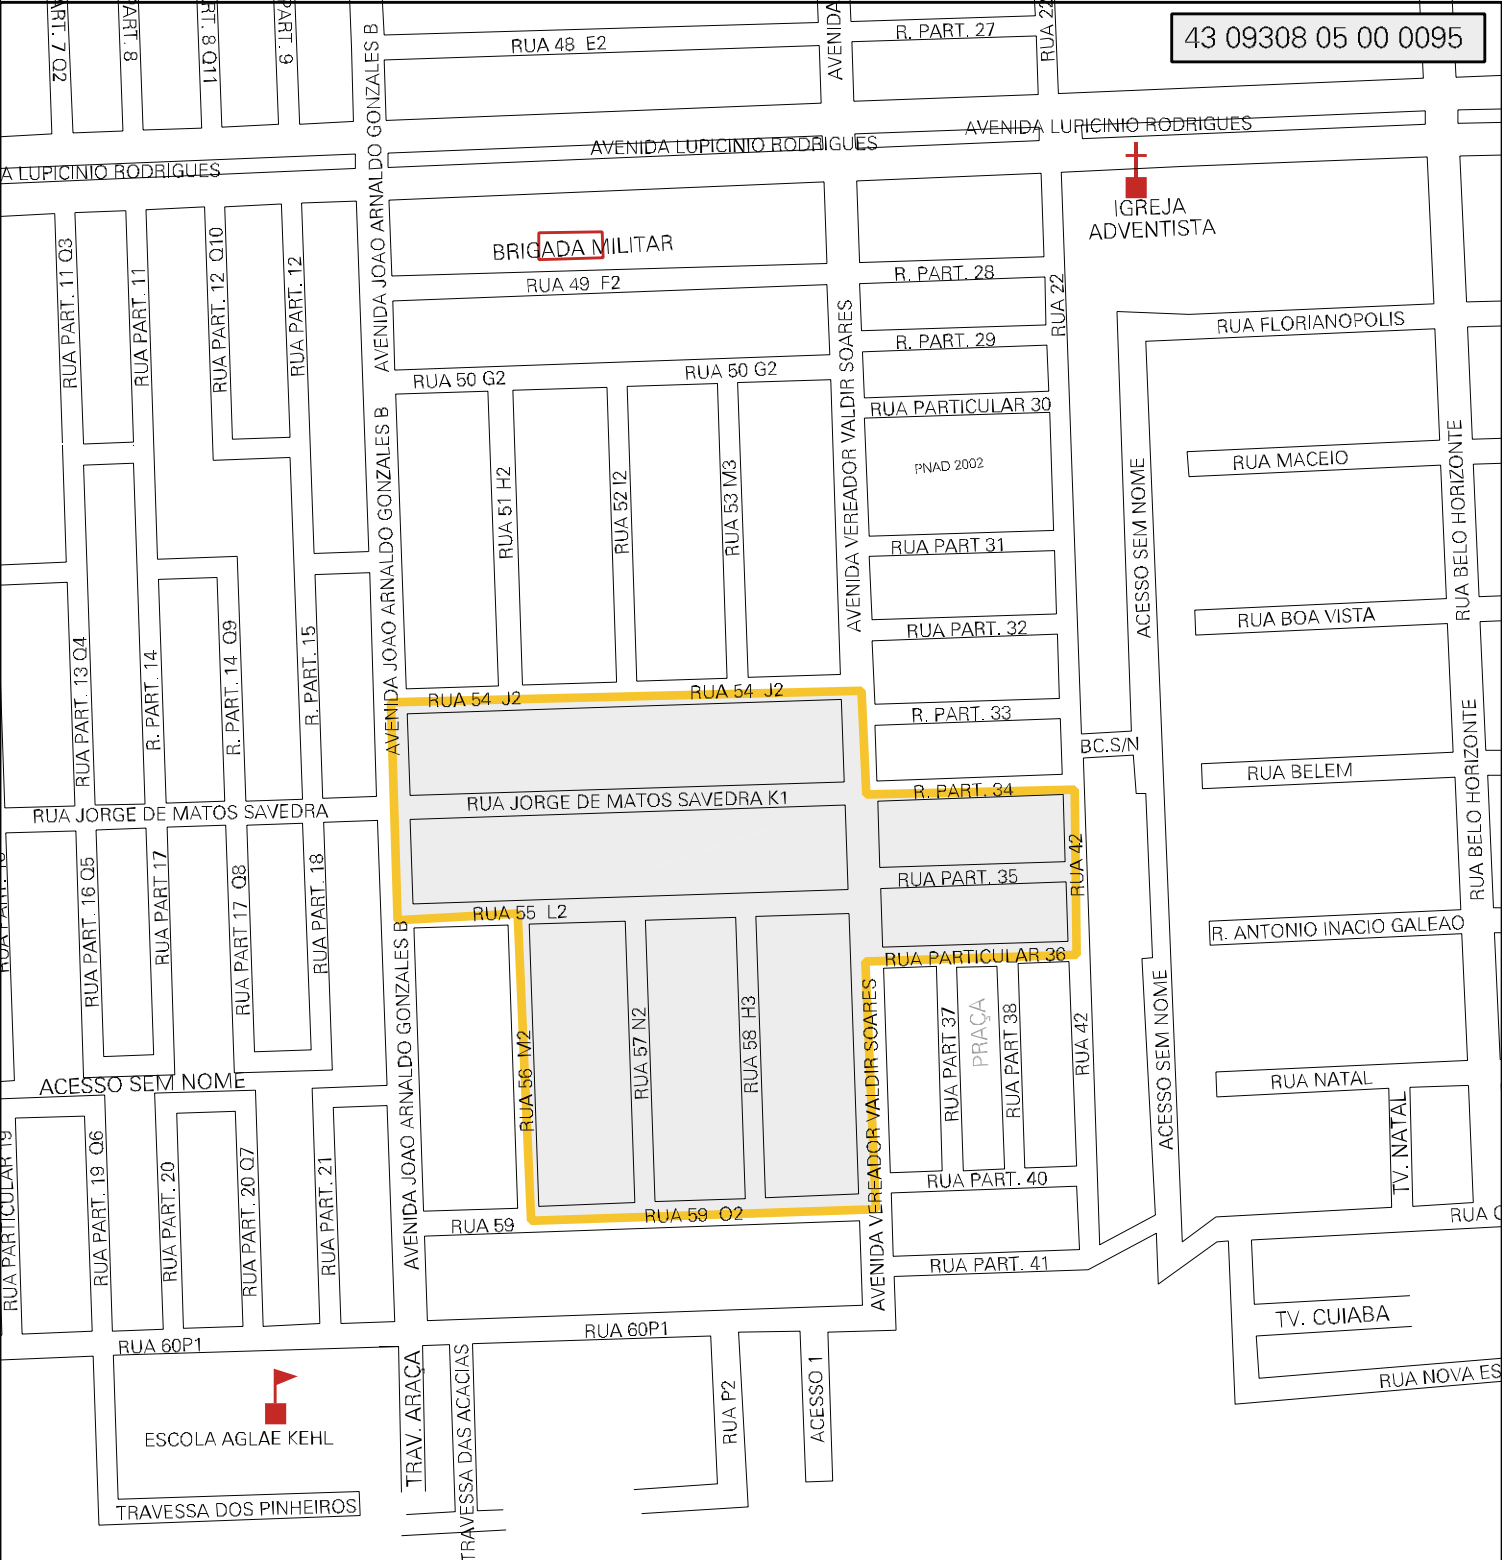 ART. 7 Q2
ART. 8
RT. 8 Q11
PART. 9
RUA 48 E2
AVENIDA
R. PART. 27
RUA 22
43 09308 05 00 0095
AVENIDA JOAO ARNALDO GONZALES B
A LUPICINIO RODRIGUES
AVENIDA LUPICINIO RODRIGUES
AVENIDA LUPICINIO RODRIGUES
IGREJA
ADVENTISTA
BRIGADA MILITAR
RUA 49 F2
R. PART. 28
RUA 22
RUA PART. 11 Q3
RUA PART. 11
RUA PART. 12 Q10
RUA PART. 12
RUA FLORIANOPOLIS
R. PART. 29
RUA 50 G2
RUA 50 G2
AVENIDA VEREADOR VALDIR SOARES
RUA PARTICULAR 30
PNAD 2002
RUA MACEIO
AVENIDA JOAO ARNALDO GONZALES B
RUA 51 H2
RUA 52 I2
RUA 53 M3
RUA PART 31
ACESSO SEM NOME
RUA BELO HORIZONTE
RUA BOA VISTA
RUA PART. 32
RUA PART. 13 Q4
R. PART. 14
R. PART. 14 Q9
R. PART. 15
RUA 54 J2
RUA 54 J2
R. PART. 33
BC.S/N
RUA BELEM
R. PART. 34
RUA JORGE DE MATOS SAVEDRA K1
RUA JORGE DE MATOS SAVEDRA
RUA BELO HORIZONTE
RUA 42
RUA PART. 35
RUA PART. 16 Q5
RUA PART 17
RUA PART 17 Q8
RUA PART. 18
RUA 55 L2
R. ANTONIO INACIO GALEAO
RUA PARTICULAR 36
AVENIDA JOAO ARNALDO GONZALES B
RUA 56 M2
RUA 57 N2
RUA 58 H3
AVENIDA VEREADOR VALDIR SOARES
RUA PART 37
PRAÇA
RUA PART 38
RUA 42
ACESSO SEM NOME
ACESSO SEM NOME
RUA NATAL
TV. NATAL
RUA PARTICULAR 19
RUA PART. 19 Q6
RUA PART. 20
RUA PART. 20 Q7
RUA PART. 21
RUA PART. 40
RUA 59
RUA 59 O2
RUA
RUA PART. 41
TV. CUIABA
RUA 60P1
RUA 60P1
RUA NOVA ES
TRAV. ARAÇA
TRAVESSA DAS ACACIAS
RUA P2
ACESSO 1
ESCOLA AGLAE KEHL
TRAVESSA DOS PINHEIROS